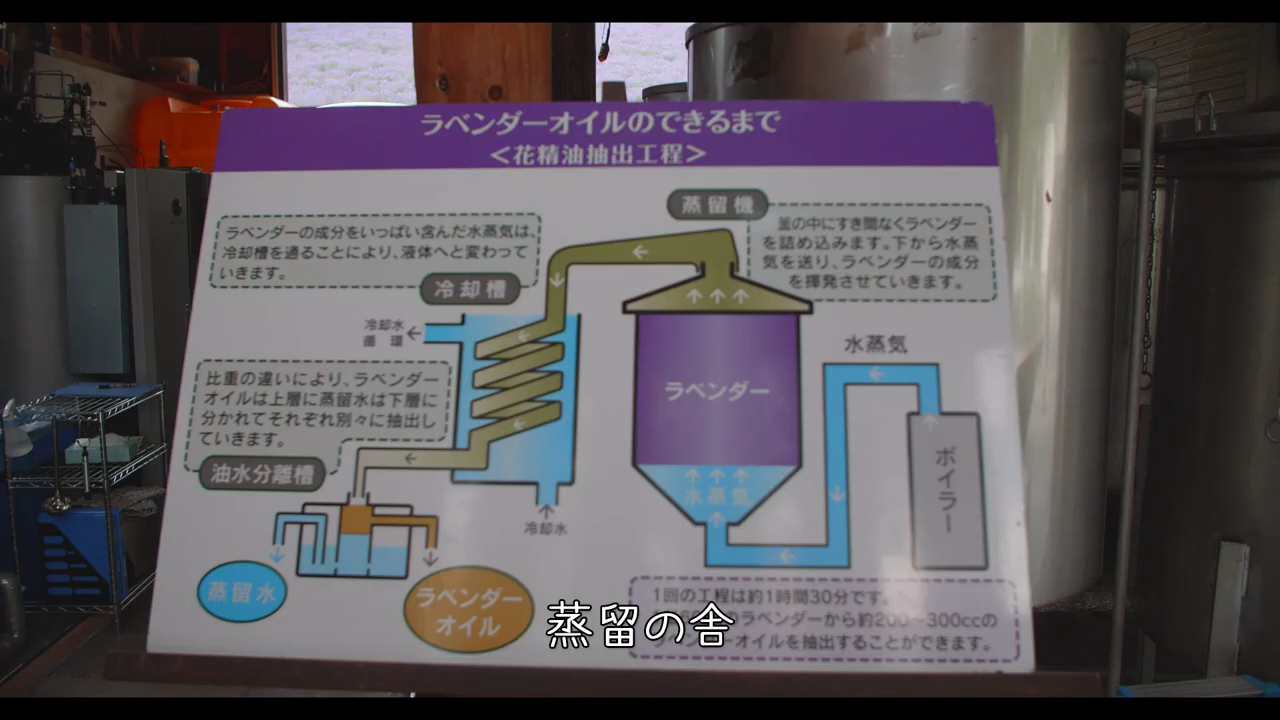 ラベンダーオイルのできるまで
＜花精油抽出工程＞
蒸留機
釜の中にすき間なくラベンダー
を詰め込みます。下から水蒸
気を送り、ラベンダーの成分
を揮発させていきます。
ラベンダーの成分をいっぱい含んだ水蒸気は、
冷却槽を通ることにより、液体へと変わって
いきます。
冷却槽
冷却水
循環
水蒸気
比重の違いにより、ラベンダー
オイルは上層に蒸留水は下層に
分かれてそれぞれ別々に抽出し
ていきます。
油水分離槽
ラベンダー
水蒸気
ボイラー
冷却水
蒸留水
ラベンダー
オイル
1回の工程は約1時間30分です。
のラベンダーから約200～300ccの
オイルを抽出することができます。
蒸留の舎